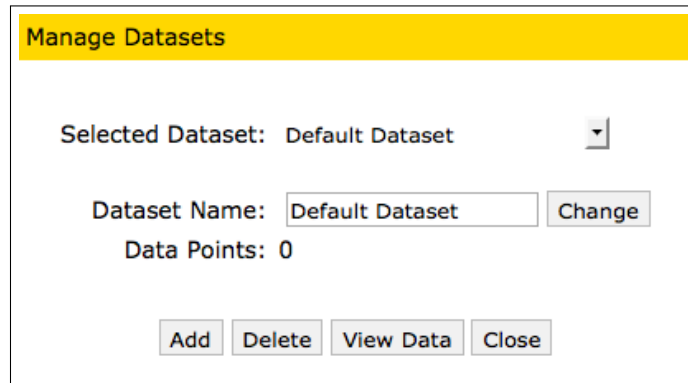 Manage Datasets
Selected Dataset: Default Dataset
Dataset Name: Default Dataset Change
Data Points: 0
Add Delete View Data Close